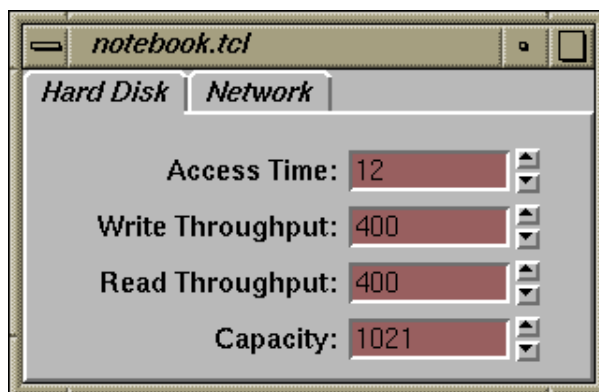 notebook.tcl
Hard Disk Network
Access Time: 12
Write Throughput: 400
Read Throughput: 400
Capacity: 1021